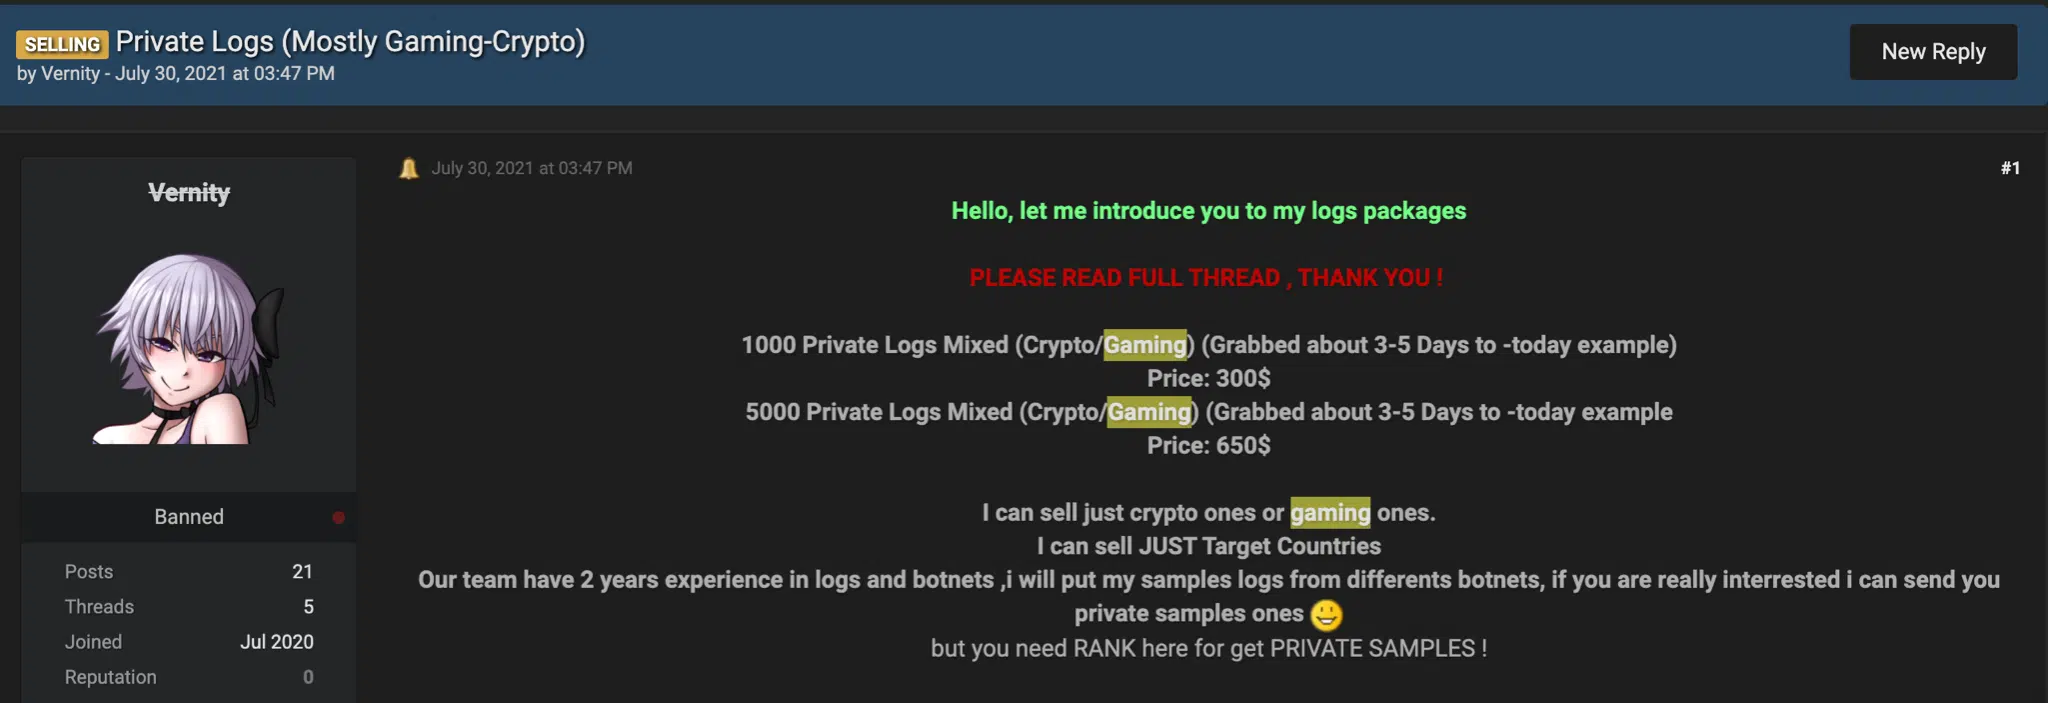 SELLING Private Logs (Mostly Gaming-Crypto)
by Vernity - July 30, 2021 at 03:47 PM
New Reply
Vernity
Banned
Posts 21
Threads 5
Joined Jul 2020
Reputation 0
July 30, 2021 at 03:47 PM
#1
Hello, let me introduce you to my logs packages
PLEASE READ FULL THREAD , THANK YOU !
1000 Private Logs Mixed (Crypto/Gaming) (Grabbed about 3-5 Days to -today example)
Price: 300$
5000 Private Logs Mixed (Crypto/Gaming) (Grabbed about 3-5 Days to -today example
Price: 650$
I can sell just crypto ones or gaming ones.
I can sell JUST Target Countries
Our team have 2 years experience in logs and botnets ,i will put my samples logs from differents botnets, if you are really interrested i can send you
private samples ones
but you need RANK here for get PRIVATE SAMPLES !